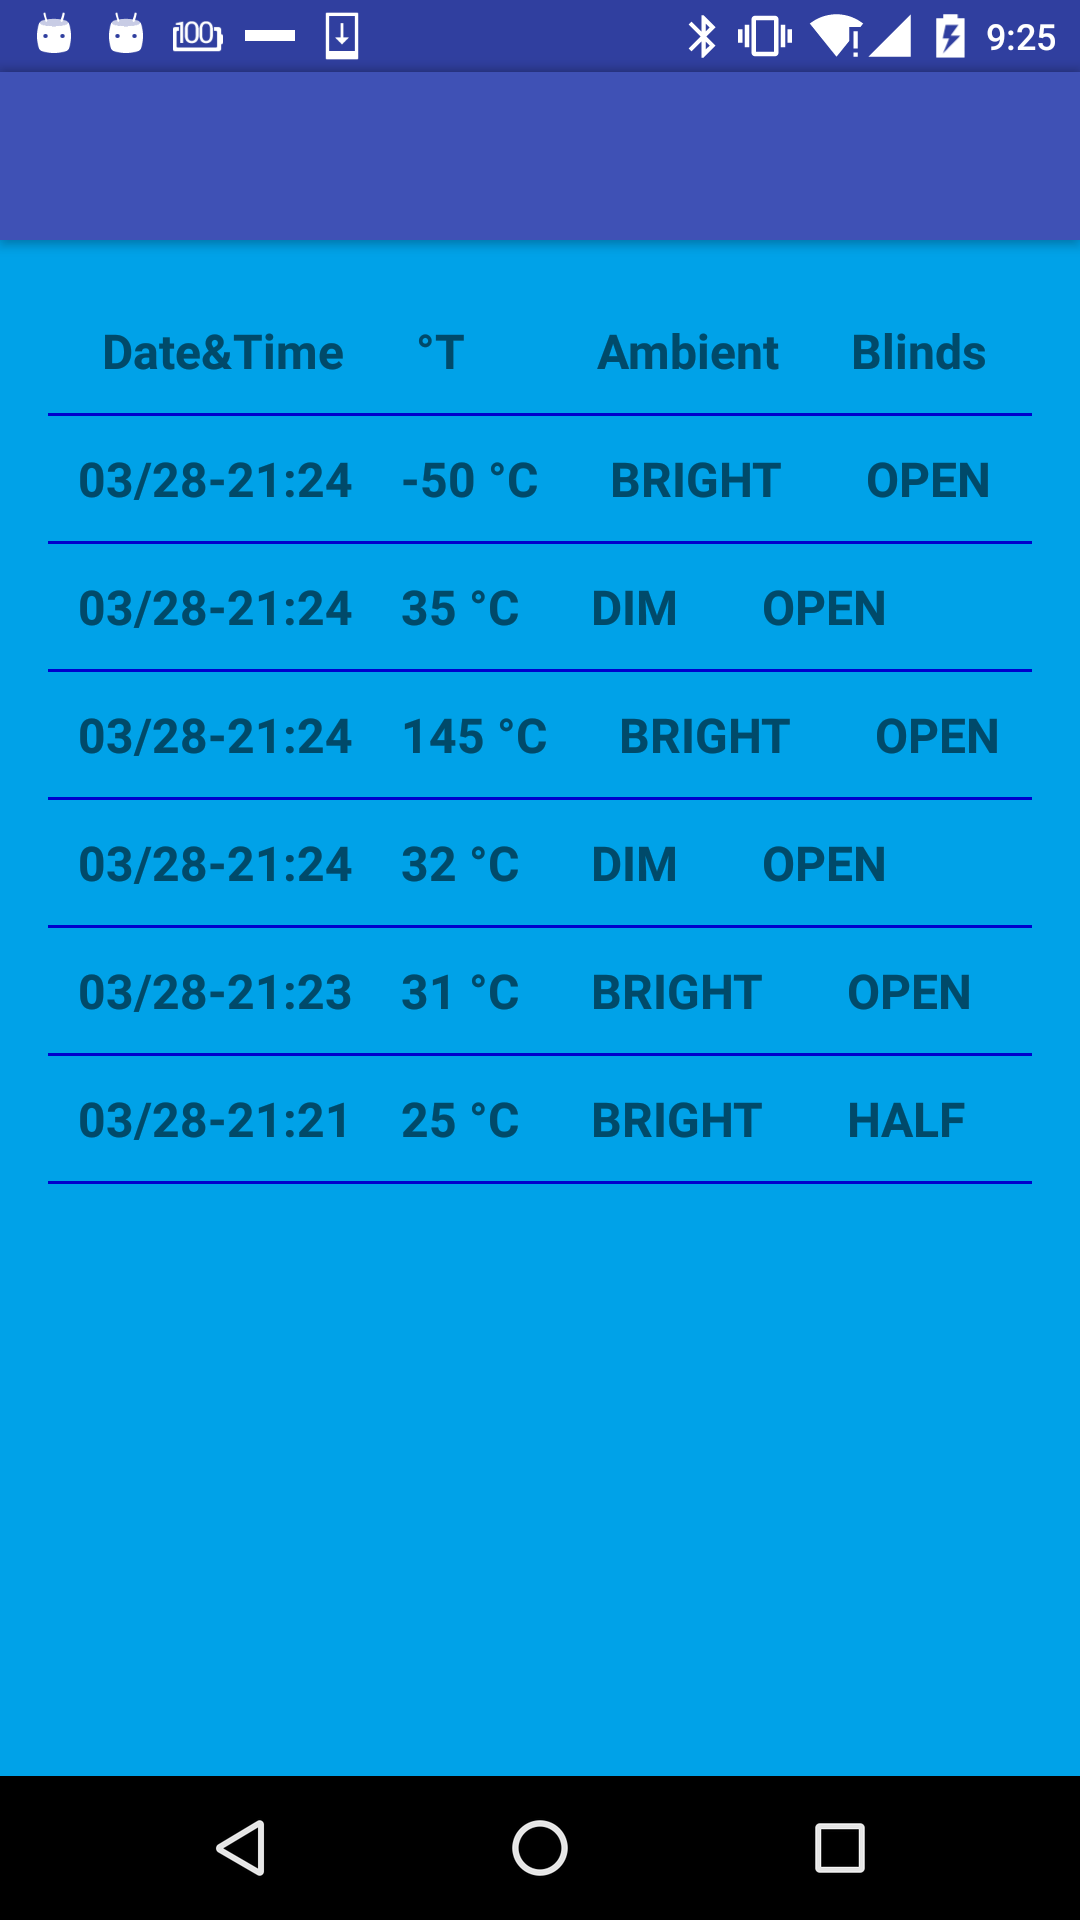 100 9:25
Date&Time °T Ambient Blinds
03/28-21:24 -50 °C BRIGHT OPEN
03/28-21:24 35 °C DIM OPEN
03/28-21:24 145 °C BRIGHT OPEN
03/28-21:24 32 °C DIM OPEN
03/28-21:23 31 °C BRIGHT OPEN
03/28-21:21 25 °C BRIGHT HALF